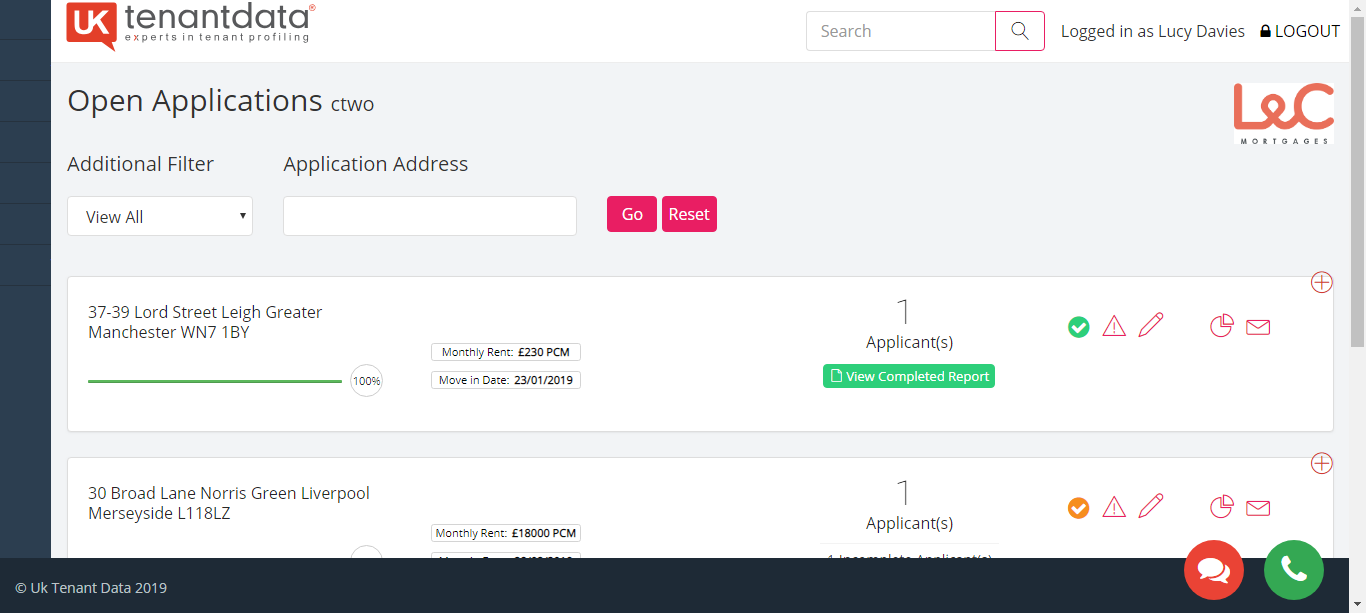 UK tenantdata®
experts in tenant profiling
Search
Logged in as Lucy Davies
LOGOUT
Open Applications ctwo
L&C
MORTGAGES
Additional Filter
Application Address
View All
Go
Reset
37-39 Lord Street Leigh Greater
Manchester WN7 1BY
100%
Monthly Rent: £230 PCM
Move in Date: 23/01/2019
1
Applicant(s)
View Completed Report
30 Broad Lane Norris Green Liverpool
Merseyside L118LZ
Monthly Rent: £18000 PCM
1
Applicant(s)
1 Incomplete Applicant(s)
© Uk Tenant Data 2019